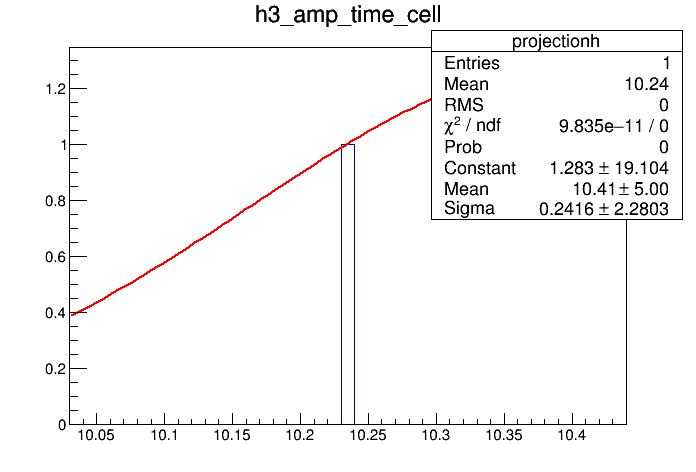 h3_amp_time_cell
projectionh
Entries 1
Mean 10.24
RMS 0
χ² / ndf 9.835e−11 / 0
Prob 0
Constant 1.283 ± 19.104
Mean 10.41 ± 5.00
Sigma 0.2416 ± 2.2803
1.2
1
0.8
0.6
0.4
0.2
0
10.05 10.1 10.15 10.2 10.25 10.3 10.35 10.4